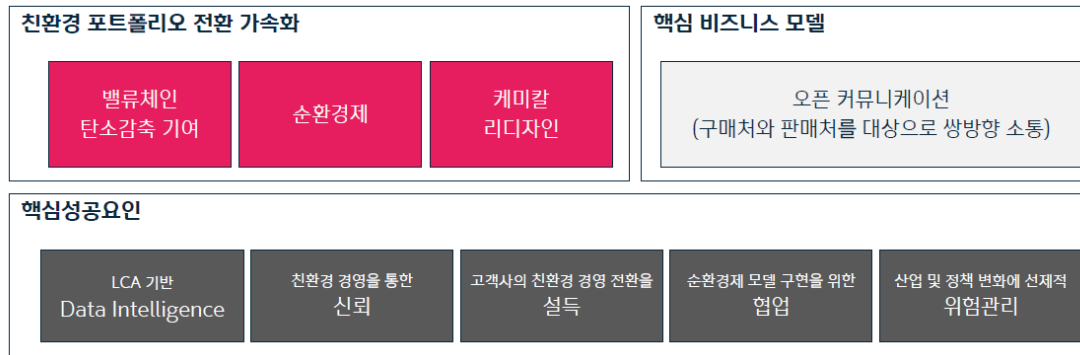 친환경 포트폴리오 전환 가속화
밸류체인
탄소감축 기여
순환경제
케미칼
리디자인
핵심 비즈니스 모델
오픈 커뮤니케이션
(구매처와 판매처를 대상으로 쌍방향 소통)
핵심성공요인
LCA 기반
Data Intelligence
친환경 경영을 통한
신뢰
고객사의 친환경 경영 전환을
설득
순환경제 모델 구현을 위한
협업
산업 및 정책 변화에 선제적
위험관리